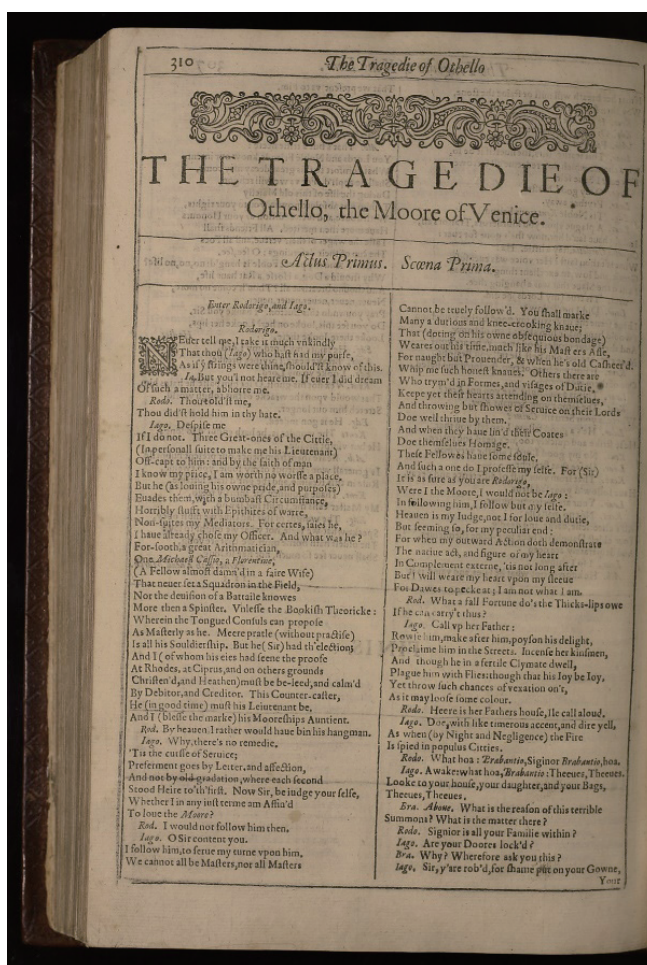 310
The Tragedie of Othello
THE TRAGEDIE OF
Othello, the Moore of Venice.
Actus Primus. Scœna Prima.
Enter Rodorigo, and Iago.
Rodorigo.
NEuer tell me, I take it much vnkindly
That thou (Iago) who hast had my purse,
As if ẏ strings were thine, should'st know of this.
Ia. But you'l not heare me. If euer I did dream
Of such a matter, abhorre me.
Rodo. Thou told'st me,
Thou did'st hold him in thy hate.
Iago. Despise me
If I do not. Three Great-ones of the Cittie,
(In personall suite to make me his Lieutenant)
Off-capt to him: and by the faith of man
I know my price, I am worth no worsse a place.
But he (as louing his owne pride, and purposes)
Euades them, with a bumbast Circumstance,
Horribly stufft with Epithites of warre,
Non-suites my Mediators. For certes, saies he,
I haue already chose my Officer. And what was he?
For-sooth, a great Arithmatician,
One Michaell Cassio, a Florentine,
(A Fellow almost damn'd in a faire Wife)
That neuer set a Squadron in the Field,
Nor the deuision of a Battaile knowes
More then a Spinster. Vnlesse the Bookish Theoricke:
Wherein the Tongued Consuls can propose
As Masterly as he. Meere pratle (without practise)
Is all his Souldiership. But he (Sir) had th'election;
And I (of whom his eies had seene the proofe
At Rhodes, at Ciprus, and on others grounds
Christen'd, and Heathen) must be be-leed, and calm'd
By Debitor, and Creditor. This Counter-caster,
He (in good time) must his Leiutenant be,
And I (blesse the marke) his Mooreships Auntient.
Rod. By heauen, I rather would haue bin his hangman.
Iago. Why, there's no remedie.
'Tis the cursse of Seruice;
Preferment goes by Letter, and affection,
And not by old gradation, where each second
Stood Heire to th'first. Now Sir, be iudge your selfe,
Whether I in any iust terme am Affin'd
To loue the Moore?
Rod. I would not follow him then.
Iago. O Sir content you.
I follow him, to serue my turne vpon him.
We cannot all be Masters, nor all Masters
Cannot be truely follow'd. You shall marke
Many a dutious and knee-crooking knaue;
That (doting on his owne obsequious bondage)
Weares out his time, much like his Masters Asse,
For naught but Prouender, & when he's old Casheer'd.
Whip me such honest knaues. Others there are
Who trym'd in Formes, and visages of Dutie,
Keepe yet their hearts attending on themselues,
And throwing but showes of Seruice on their Lords
Doe well thriue by them.
And when they haue lin'd their Coates
Doe themselues Homage.
These Fellowes haue some soule,
And such a one do I professe my selfe. For (Sir)
It is as sure as you are Rodorigo,
Were I the Moore, I would not be Iago:
In following him, I follow but my selfe.
Heauen is my Iudge, not I for loue and dutie,
But seeming so, for my peculiar end:
For when my outward Action doth demonstrate
The natiue act, and figure of my heart
In Complement externe, 'tis not long after
But I will weare my heart vpon my sleeue
For Dawes to pecke at; I am not what I am.
Rod. What a fall Fortune do's the Thicks-lips owe
If he can carry't thus?
Iago. Call vp her Father:
Rowse him, make after him, poyson his delight,
Proclaime him in the Streets. Incense her kinsmen,
And though he in a fertile Clymate dwell,
Plague him with Flies: though that his Ioy be Ioy,
Yet throw such chances of vexation on't,
As it may loose some colour.
Rodo. Heere is her Fathers house, Ile call aloud.
Iago. Doe, with like timerous accent, and dire yell,
As when (by Night and Negligence) the Fire
Is spied in populus Citties.
Rodo. What hoa: Brabantio, Siginor Brabantio, hoa.
Iago. Awake: what hoa, Brabantio: Theeues, Theeues.
Looke to your house, your daughter, and your Bags,
Theeues, Theeues.
Bra. Aboue. What is the reason of this terrible
Summons? What is the matter there?
Rodo. Signior is all your Familie within?
Iago. Are your Doores lock'd?
Bra. Why? Wherefore ask you this?
Iago. Sir, y'are rob'd, for shame put on your Gowne,
Your